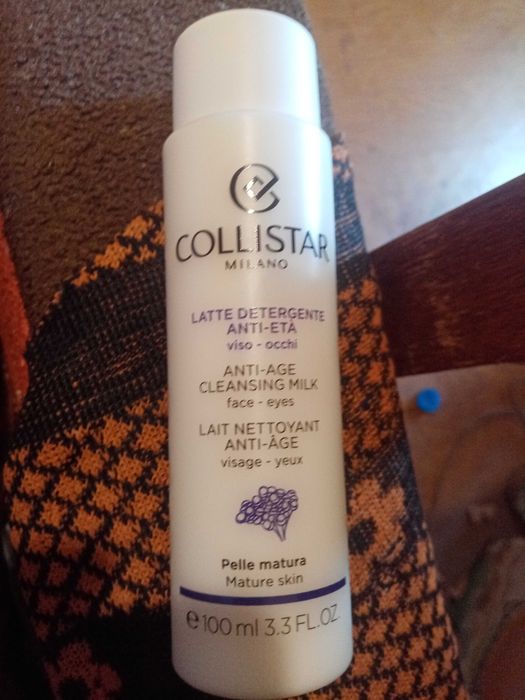 COLLISTAR
MILANO
LATTE DETERGENTE
ANTI-ETÀ
viso - occhi
ANTI-AGE
CLEANSING MILK
face - eyes
LAIT NETTOYANT
ANTI-ÂGE
visage - yeux
Pelle matura
Mature skin
℮ 100 ml 3.3 FL.OZ.